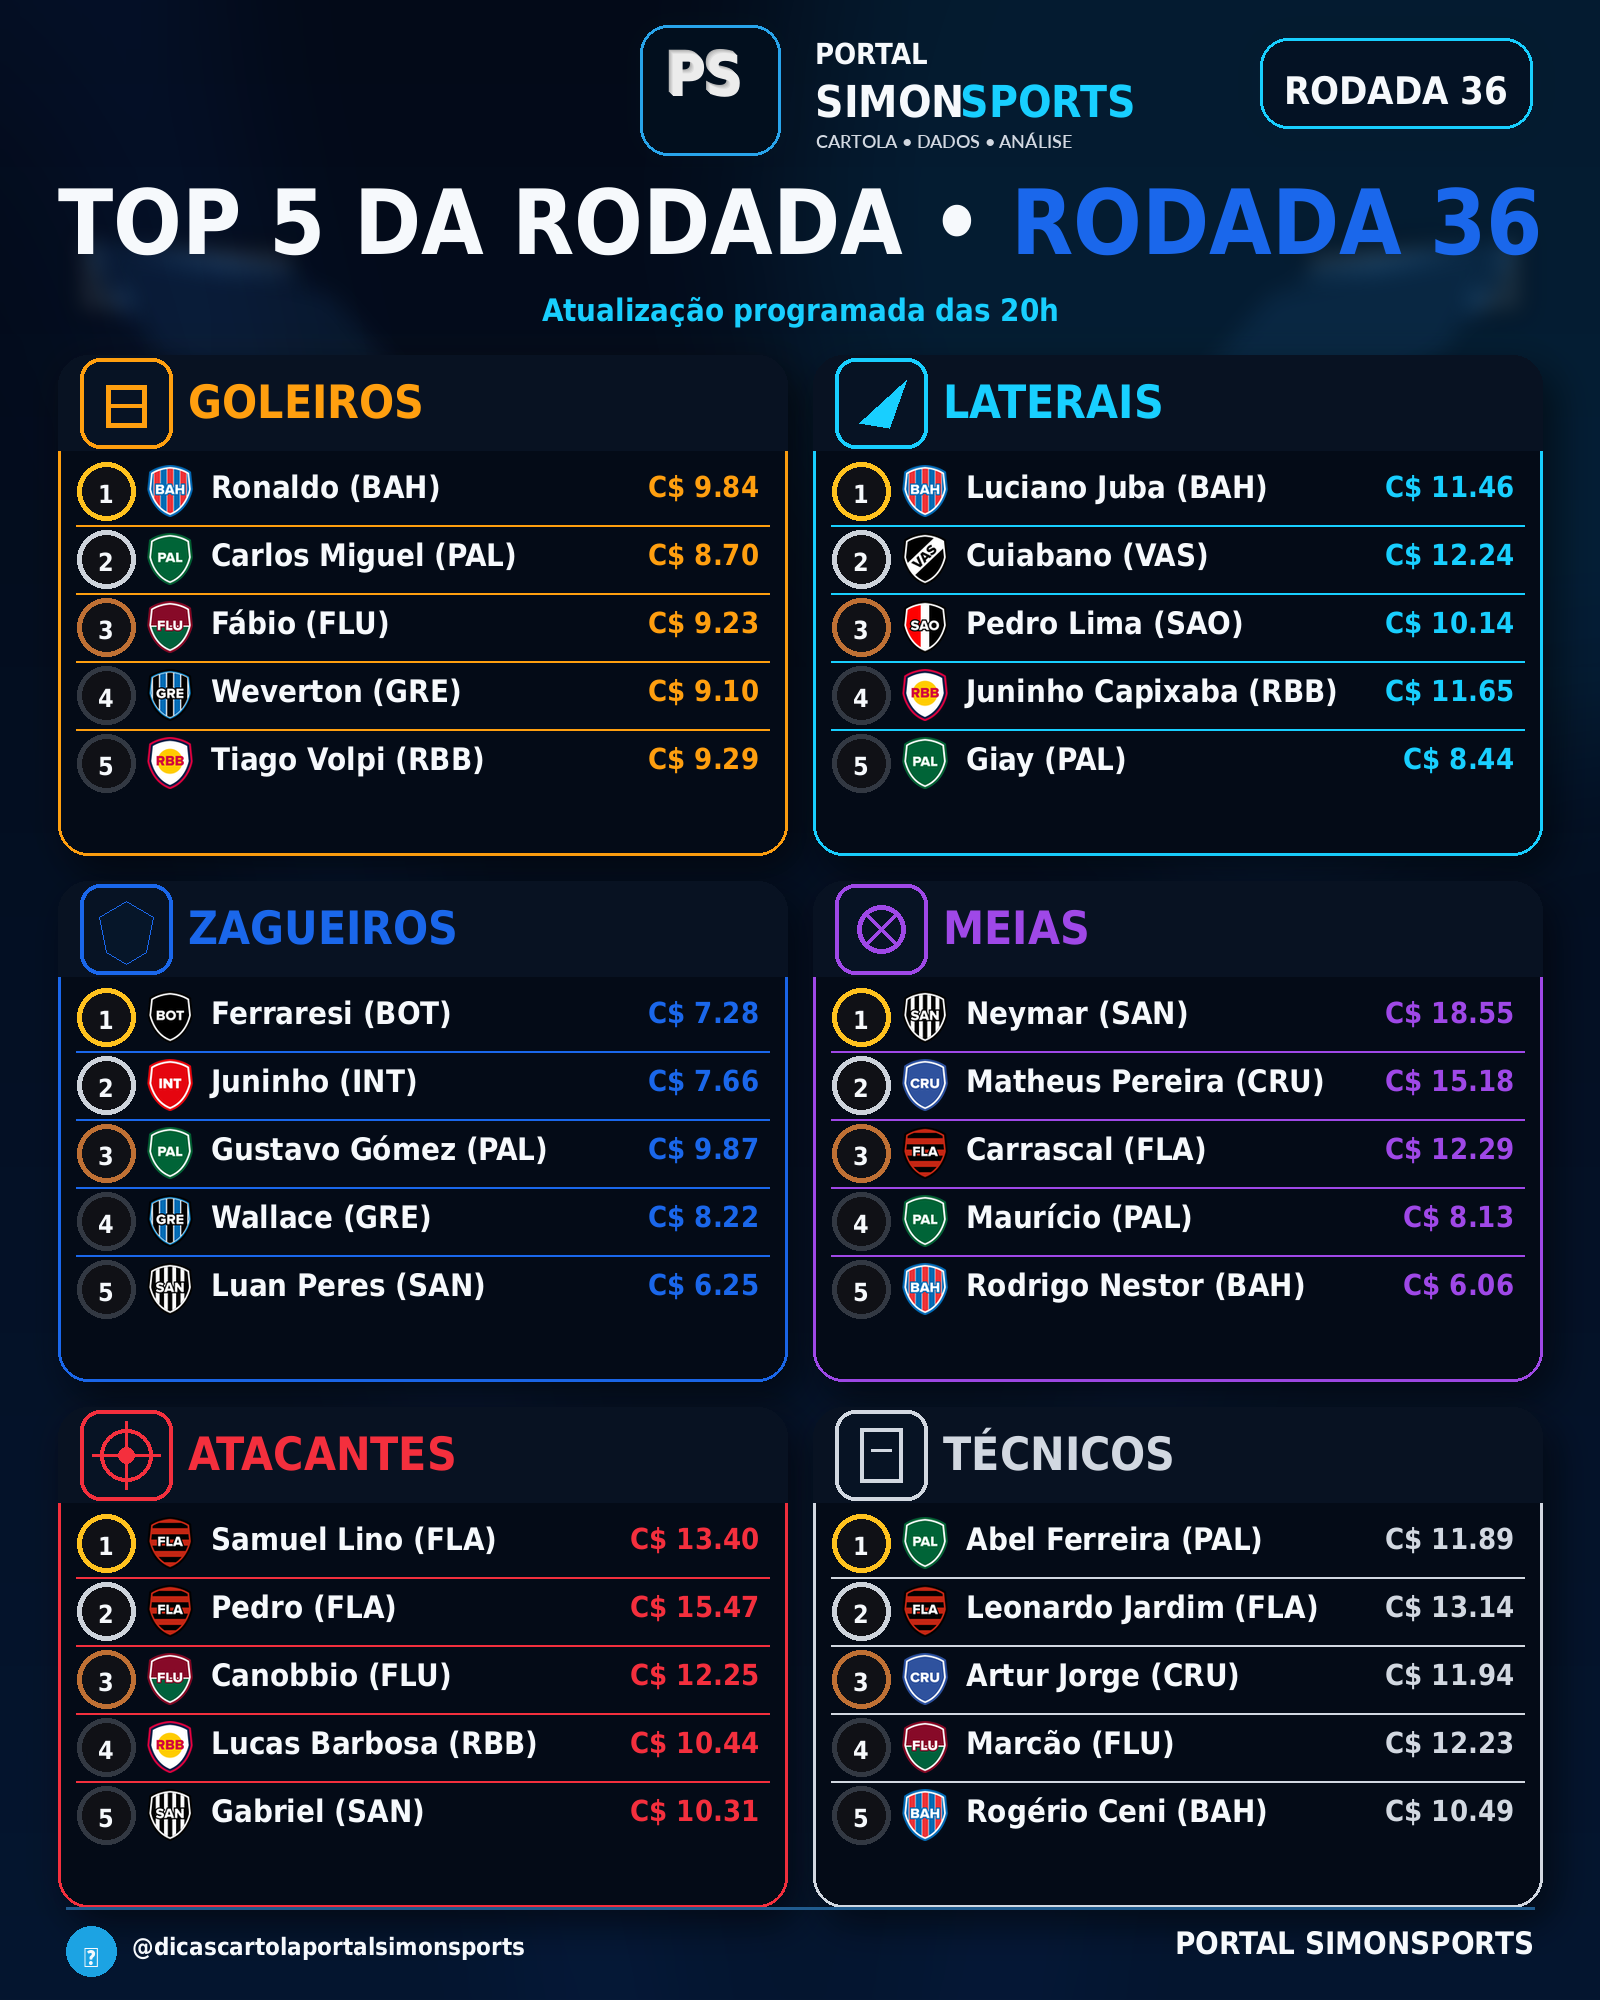 PS
PORTAL
SIMONSPORTS
CARTOLA • DADOS • ANÁLISE
RODADA 36
TOP 5 DA RODADA • RODADA 36
Atualização programada das 20h
GOLEIROS
1 BAH Ronaldo (BAH) C$ 9.84
2 PAL Carlos Miguel (PAL) C$ 8.70
3 FLU Fábio (FLU) C$ 9.23
4 GRE Weverton (GRE) C$ 9.10
5 RBB Tiago Volpi (RBB) C$ 9.29
LATERAIS
1 BAH Luciano Juba (BAH) C$ 11.46
2 VAS Cuiabano (VAS) C$ 12.24
3 SAO Pedro Lima (SAO) C$ 10.14
4 RBB Juninho Capixaba (RBB) C$ 11.65
5 PAL Giay (PAL) C$ 8.44
ZAGUEIROS
1 BOT Ferraresi (BOT) C$ 7.28
2 INT Juninho (INT) C$ 7.66
3 PAL Gustavo Gómez (PAL) C$ 9.87
4 GRE Wallace (GRE) C$ 8.22
5 SAN Luan Peres (SAN) C$ 6.25
MEIAS
1 SAN Neymar (SAN) C$ 18.55
2 CRU Matheus Pereira (CRU) C$ 15.18
3 FLA Carrascal (FLA) C$ 12.29
4 PAL Maurício (PAL) C$ 8.13
5 BAH Rodrigo Nestor (BAH) C$ 6.06
ATACANTES
1 FLA Samuel Lino (FLA) C$ 13.40
2 FLA Pedro (FLA) C$ 15.47
3 FLU Canobbio (FLU) C$ 12.25
4 RBB Lucas Barbosa (RBB) C$ 10.44
5 SAN Gabriel (SAN) C$ 10.31
TÉCNICOS
1 PAL Abel Ferreira (PAL) C$ 11.89
2 FLA Leonardo Jardim (FLA) C$ 13.14
3 CRU Artur Jorge (CRU) C$ 11.94
4 FLU Marcão (FLU) C$ 12.23
5 BAH Rogério Ceni (BAH) C$ 10.49
@dicascartolaportalsimonsports
PORTAL SIMONSPORTS